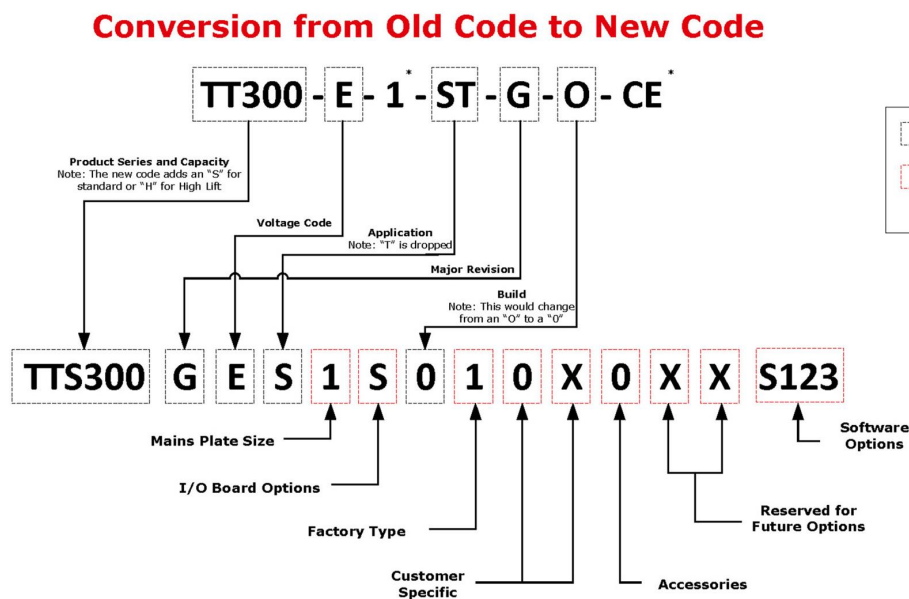 Conversion from Old Code to New Code
TT300 - E - 1* - ST - G - O - CE*
Product Series and Capacity
Note: The new code adds an “S” for
standard or “H” for High Lift
Voltage Code
Application
Note: “T” is dropped
Major Revision
Build
Note: This would change
from an “O” to a “0”
TTS300 G E S 1 S 0 1 0 X 0 X X S123
Mains Plate Size
I/O Board Options
Factory Type
Customer
Specific
Accessories
Reserved for
Future Options
Software
Options